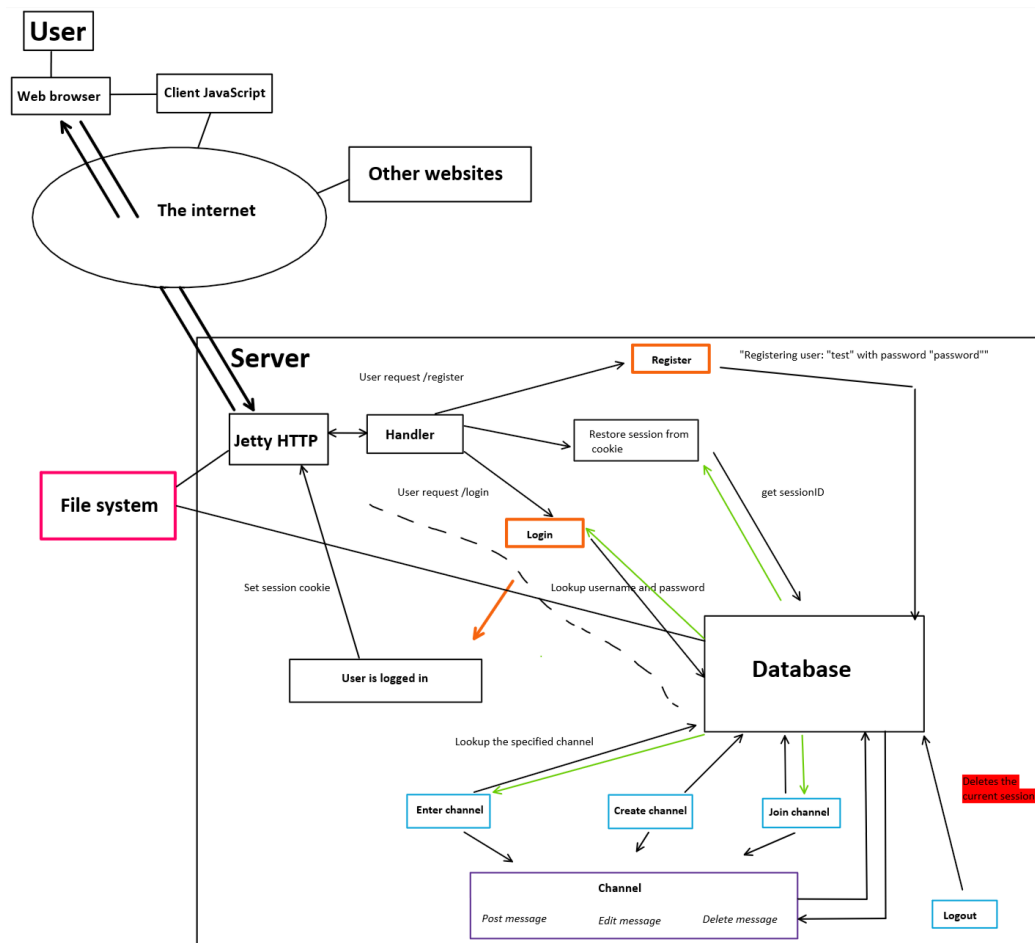 User
Web browser
Client JavaScript
Other websites
The internet
Server
Register
"Registering user: "test" with password "password""
User request /register
Jetty HTTP
Handler
Restore session from
cookie
File system
User request /login
get sessionID
Login
Set session cookie
Lookup username and password
User is logged in
Database
Lookup the specified channel
Deletes the
current session
Enter channel
Create channel
Join channel
Channel
Post message
Edit message
Delete message
Logout